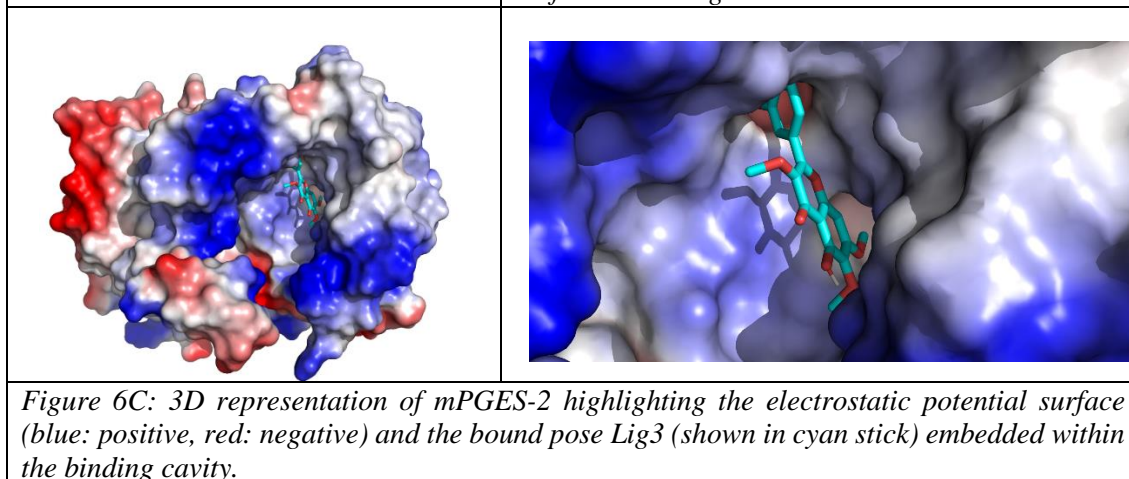 Figure 6C: 3D representation of mPGES-2 highlighting the electrostatic potential surface
(blue: positive, red: negative) and the bound pose Lig3 (shown in cyan stick) embedded within
the binding cavity.